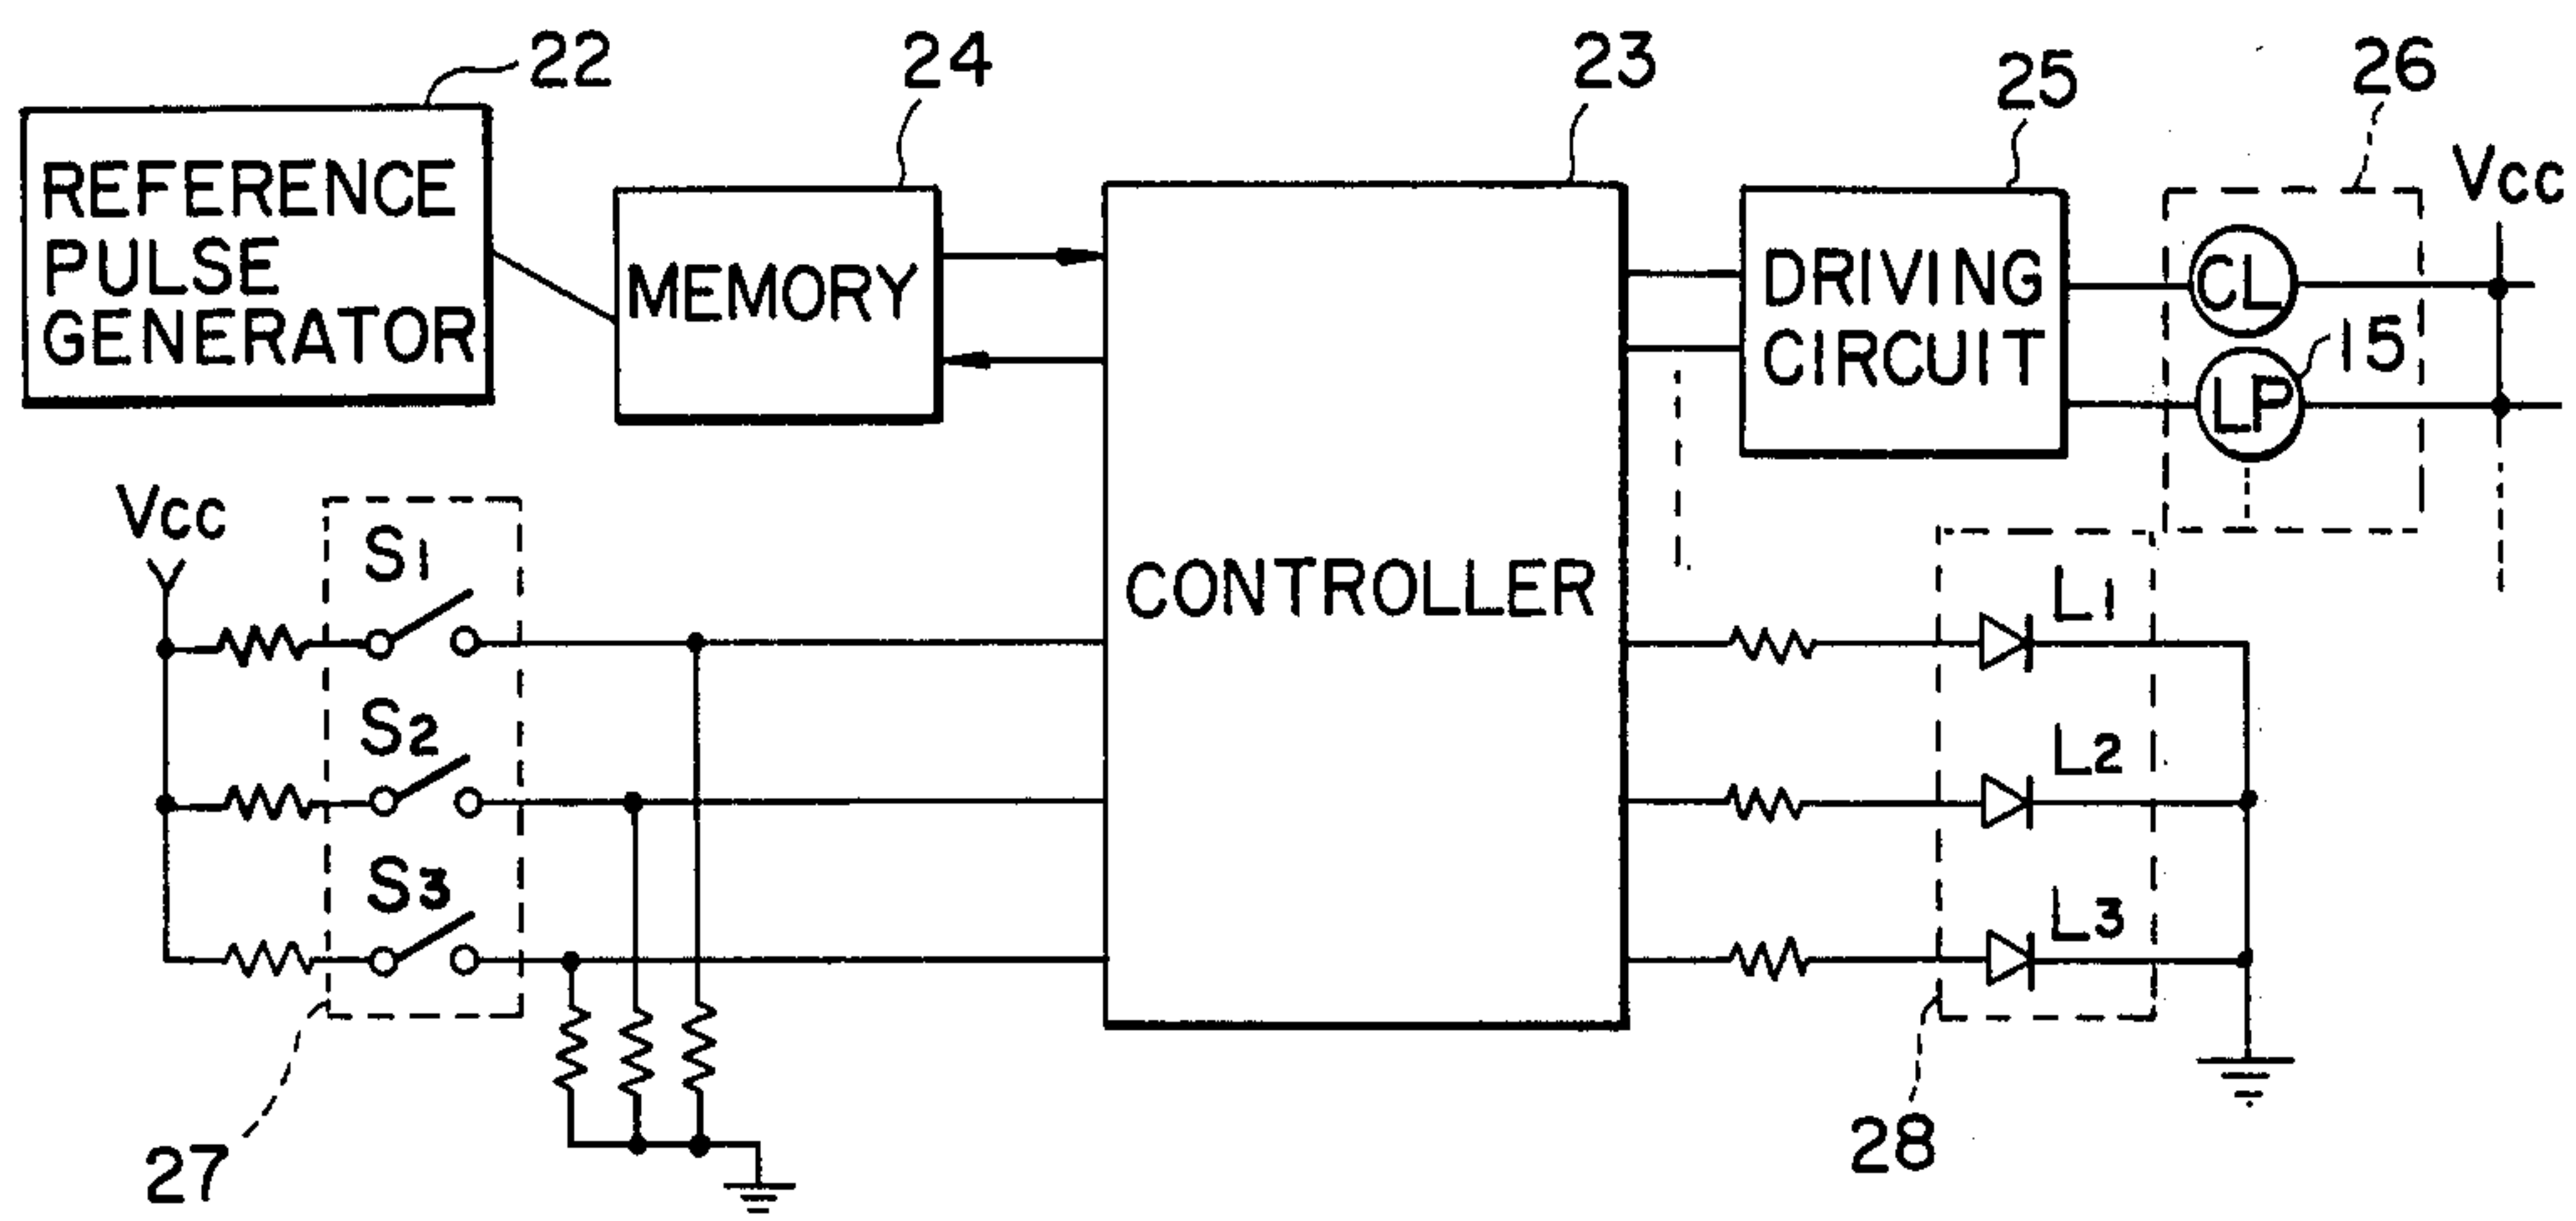 22
24
23
25
26
REFERENCE
PULSE
GENERATOR
MEMORY
CONTROLLER
DRIVING
CIRCUIT
CL
LP
15
Vcc
Vcc
S1
S2
S3
L1
L2
L3
27
28